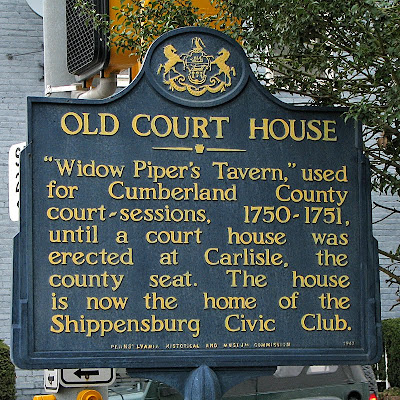 OLD COURT HOUSE
"Widow Piper's Tavern," used
for Cumberland County
court-sessions, 1750-1751,
until a court house was
erected at Carlisle, the
county seat. The house
is now the home of the
Shippensburg Civic Club.
PENNSYLVANIA HISTORICAL AND MUSEUM COMMISSION